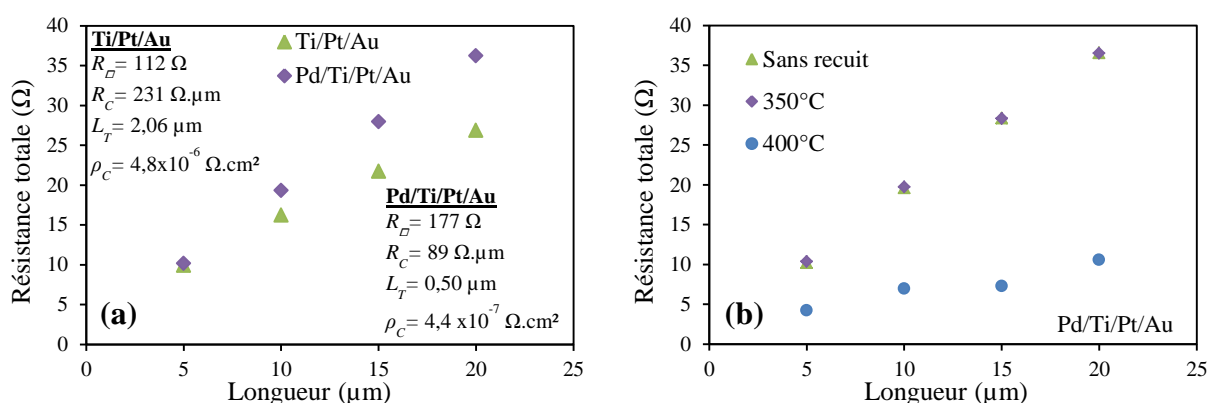 Résistance totale (Ω)
40
35
30
25
20
15
10
5
0
0
5
10
15
20
25
Longueur (µm)
Ti/Pt/Au
Pd/Ti/Pt/Au
Ti/Pt/Au
R□= 112 Ω
RC= 231 Ω.µm
LT= 2,06 µm
ρC= 4,8x10-6 Ω.cm²
Pd/Ti/Pt/Au
R□= 177 Ω
RC= 89 Ω.µm
LT= 0,50 µm
ρC= 4,4 x10-7 Ω.cm²
(a)
Résistance totale (Ω)
40
35
30
25
20
15
10
5
0
0
5
10
15
20
25
Longueur (µm)
Sans recuit
350°C
400°C
Pd/Ti/Pt/Au
(b)